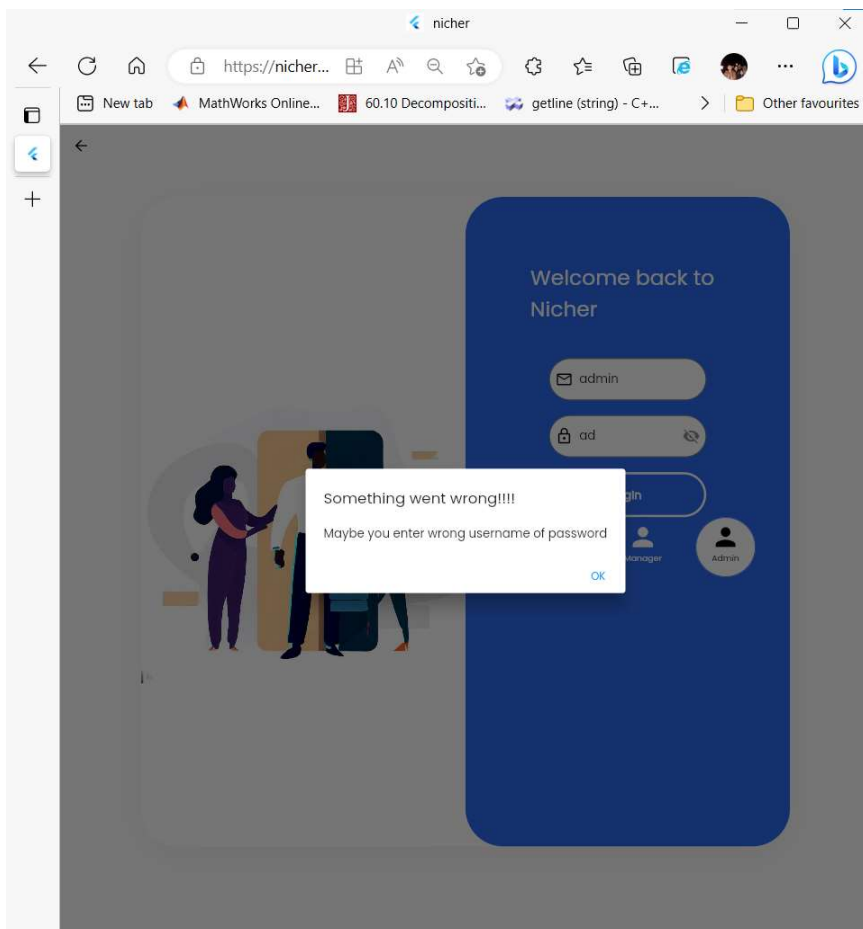 nicher
https://nicher...
New tab
MathWorks Online...
60.10 Decompositi...
getline (string) - C+...
Other favourites
Welcome back to
Nicher
admin
ad
gin
Something went wrong!!!!
Maybe you enter wrong username of password
OK
Manager
Admin